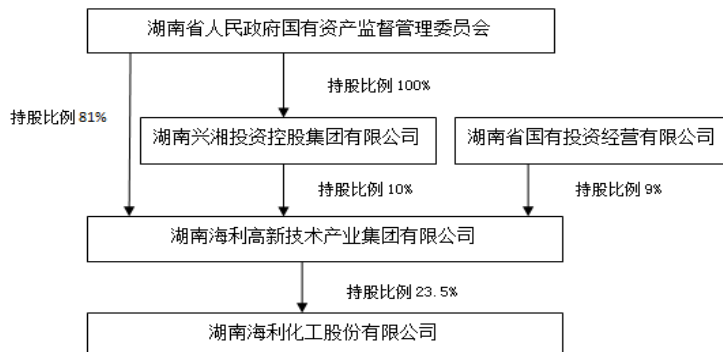 湖南省人民政府国有资产监督管理委员会
持股比例 100%
持股比例 81%
湖南兴湘投资控股集团有限公司
湖南省国有投资经营有限公司
持股比例 10%
持股比例 9%
湖南海利高新技术产业集团有限公司
持股比例 23.5%
湖南海利化工股份有限公司